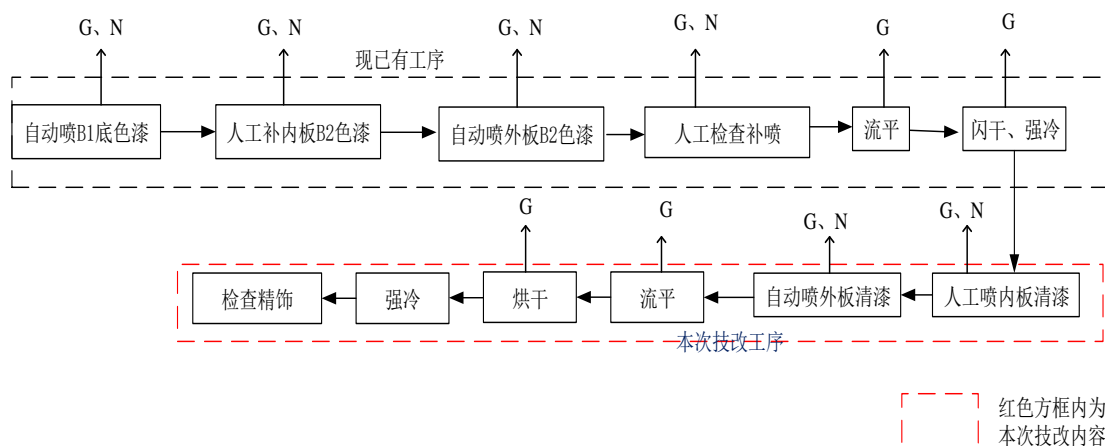 G、N
G、N
G、N
G、N
G
G
现已有工序
自动喷B1底色漆
人工补内板B2色漆
自动喷外板B2色漆
人工检查补喷
流平
闪干、强冷
G
G
G、N
G、N
检查精饰
强冷
烘干
流平
自动喷外板清漆
人工喷内板清漆
本次技改工序
红色方框内为
本次技改内容